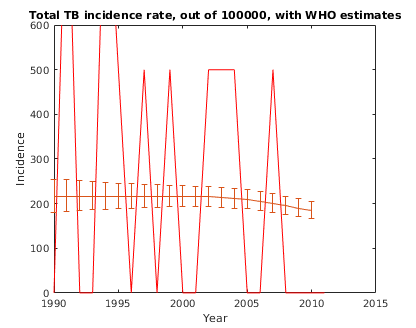 Total TB incidence rate, out of 100000, with WHO estimates
600
500
400
300
200
100
0
Incidence
1990 1995 2000 2005 2010 2015
Year